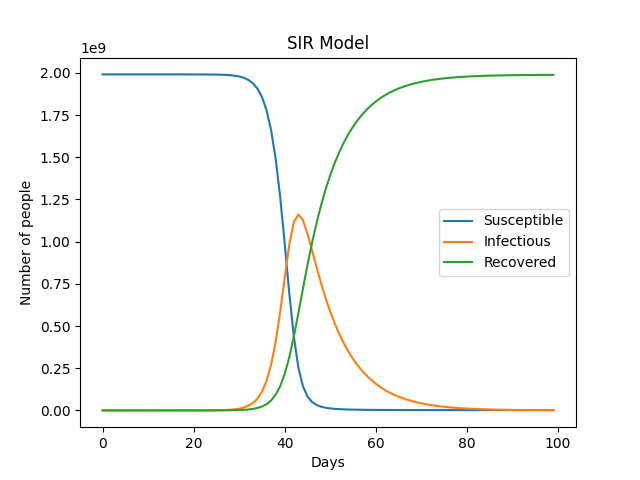 SIR Model
1e9
2.00
1.75
1.50
1.25
1.00
0.75
0.50
0.25
0.00
Number of people
Susceptible
Infectious
Recovered
0 20 40 60 80 100
Days